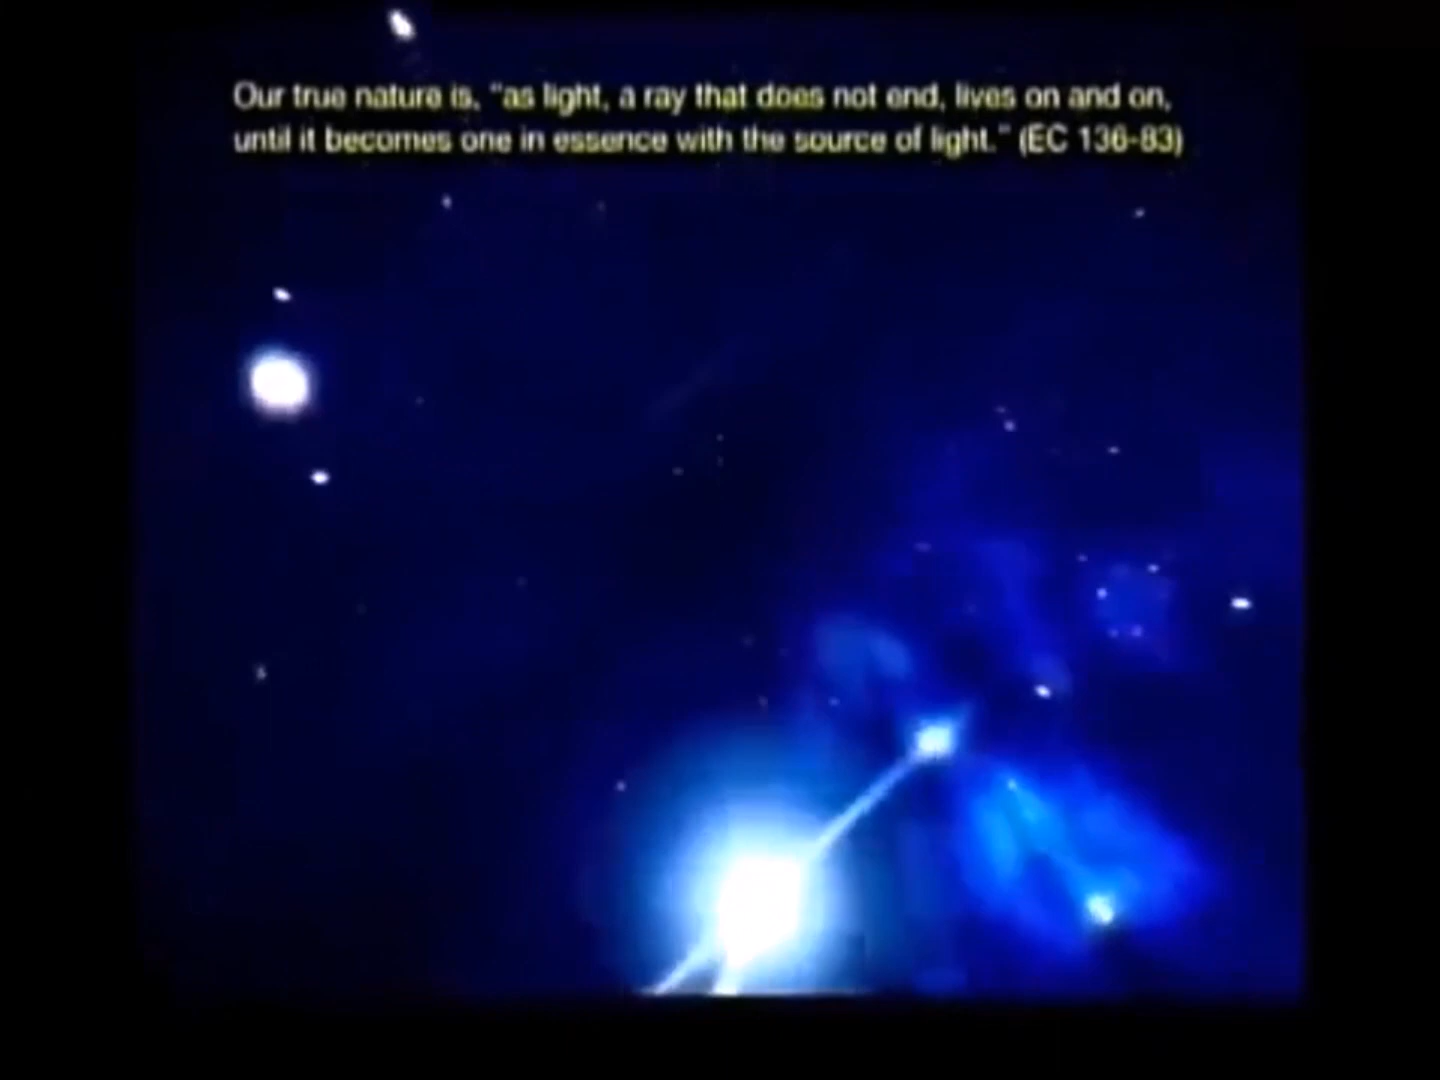 Our true nature is, "as light, a ray that does not end, lives on and on,
until it becomes one in essence with the source of light." (EC 136-83)